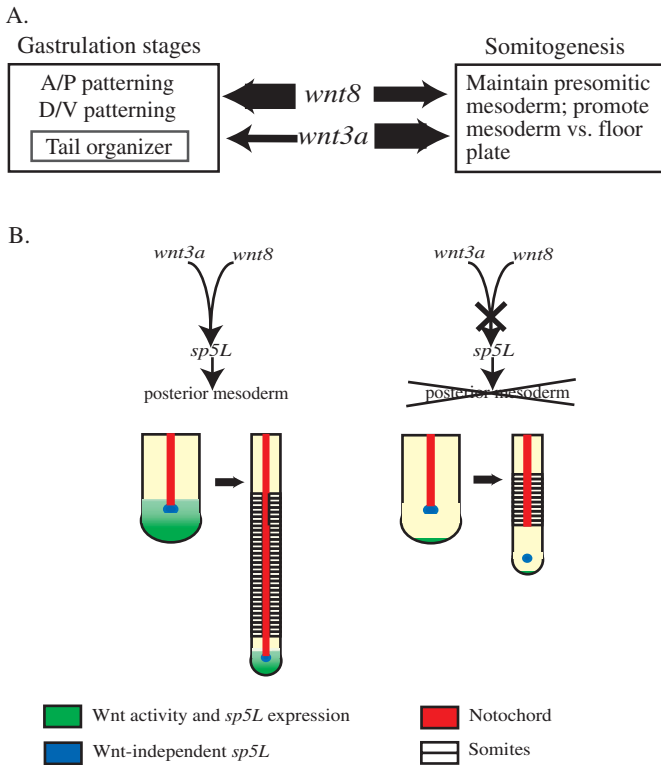 A.
Gastrulation stages
Somitogenesis
A/P patterning
D/V patterning
Tail organizer
wnt8
wnt3a
Maintain presomitic
mesoderm; promote
mesoderm vs. floor
plate
B.
wnt3a
wnt8
sp5L
posterior mesoderm
wnt3a
wnt8
sp5L
posterior mesoderm
Wnt activity and sp5L expression
Notochord
Wnt-independent sp5L
Somites